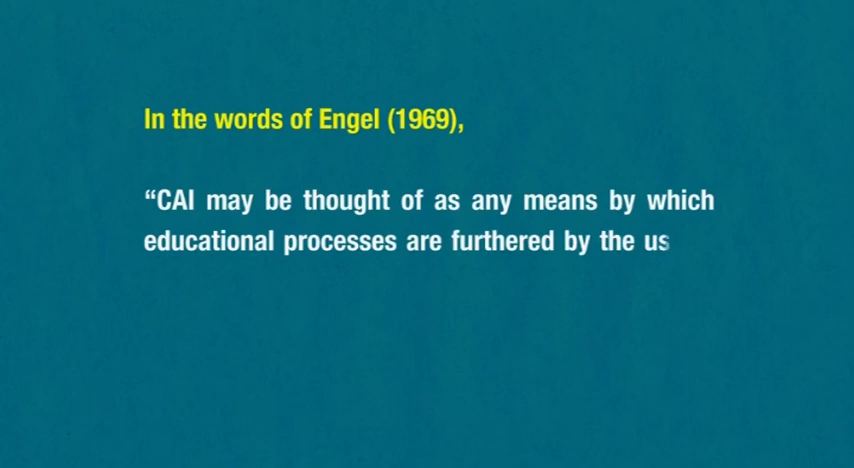 In the words of Engel (1969),
“CAI may be thought of as any means by which
educational processes are furthered by the us